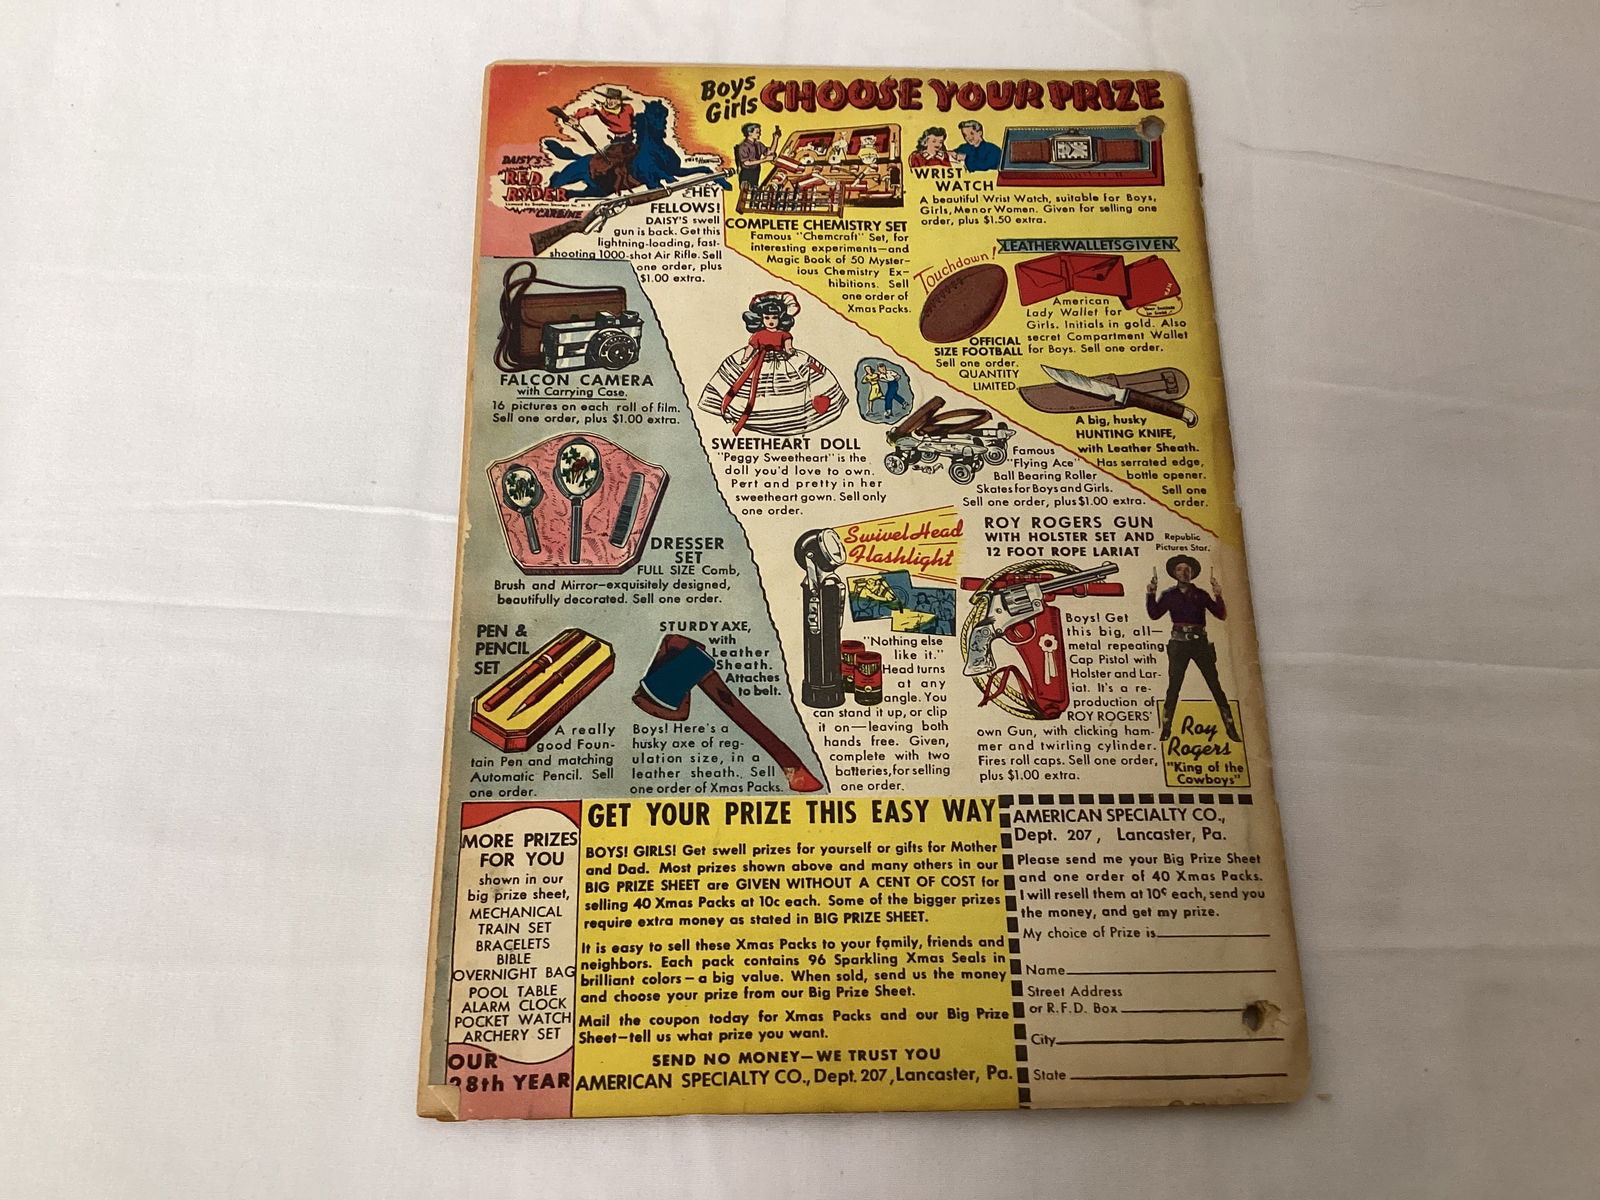 Boys
Girls
CHOOSE YOUR PRIZE
DAISY'S
RED
RYDER
CARBINE
HEY
FELLOWS!
DAISY'S swell
gun is back. Get this
lightning-loading, fast-
shooting 1000-shot Air Rifle. Sell
one order, plus
$1.00 extra.
COMPLETE CHEMISTRY SET
Famous "Chemcraft" Set, for
interesting experiments—and
Magic Book of 50 Myster-
ious Chemistry Ex-
hibitions. Sell
one order of
Xmas Packs.
WRIST
WATCH
A beautiful Wrist Watch, suitable for Boys,
Girls, Men or Women. Given for selling one
order, plus $1.50 extra.
Touchdown!
OFFICIAL
SIZE FOOTBALL
Sell one order.
QUANTITY
LIMITED.
LEATHER WALLETS GIVEN
American
Lady Wallet for
Girls. Initials in gold. Also
secret Compartment Wallet
for Boys. Sell one order.
A big, husky
HUNTING KNIFE,
with Leather Sheath.
Has serrated edge,
bottle opener.
Sell one
order.
FALCON CAMERA
with Carrying Case.
16 pictures on each roll of film.
Sell one order, plus $1.00 extra.
SWEETHEART DOLL
"Peggy Sweetheart" is the
doll you'd love to own.
Pert and pretty in her
sweetheart gown. Sell only
one order.
Famous
"Flying Ace"
Ball Bearing Roller
Skates for Boys and Girls.
Sell one order, plus $1.00 extra.
DRESSER
SET
FULL SIZE Comb,
Brush and Mirror—exquisitely designed,
beautifully decorated. Sell one order.
PEN &
PENCIL
SET
A really
good Foun-
tain Pen and matching
Automatic Pencil. Sell
one order.
STURDY AXE,
with
Leather
Sheath.
Attaches
to belt.
Boys! Here's a
husky axe of reg-
ulation size, in a
leather sheath. Sell
one order of Xmas Packs.
Swivel Head
Flashlight
"Nothing else
like it."
Head turns
at any
angle. You
can stand it up, or clip
it on—leaving both
hands free. Given,
complete with two
batteries, for selling
one order.
ROY ROGERS GUN
WITH HOLSTER SET AND
12 FOOT ROPE LARIAT
Republic
Pictures Star.
Boys! Get
this big, all—
metal repeating
Cap Pistol with
Holster and Lar-
iat. It's a re-
production of
ROY ROGERS'
own Gun, with clicking ham-
mer and twirling cylinder.
Fires roll caps. Sell one order,
plus $1.00 extra.
Roy
Rogers
"King of the
Cowboys"
MORE PRIZES
FOR YOU
shown in our
big prize sheet,
MECHANICAL
TRAIN SET
BRACELETS
BIBLE
OVERNIGHT BAG
POOL TABLE
ALARM CLOCK
POCKET WATCH
ARCHERY SET
OUR
28th YEAR
GET YOUR PRIZE THIS EASY WAY
BOYS! GIRLS! Get swell prizes for yourself or gifts for Mother
and Dad. Most prizes shown above and many others in our
BIG PRIZE SHEET are GIVEN WITHOUT A CENT OF COST for
selling 40 Xmas Packs at 10c each. Some of the bigger prizes
require extra money as stated in BIG PRIZE SHEET.
It is easy to sell these Xmas Packs to your family, friends and
neighbors. Each pack contains 96 Sparkling Xmas Seals in
brilliant colors — a big value. When sold, send us the money
and choose your prize from our Big Prize Sheet.
Mail the coupon today for Xmas Packs and our Big Prize
Sheet—tell us what prize you want.
SEND NO MONEY—WE TRUST YOU
AMERICAN SPECIALTY CO., Dept. 207, Lancaster, Pa.
AMERICAN SPECIALTY CO.,
Dept. 207, Lancaster, Pa.
Please send me your Big Prize Sheet
and one order of 40 Xmas Packs.
I will resell them at 10¢ each, send you
the money, and get my prize.
My choice of Prize is
Name
Street Address
or R.F.D. Box
City
State